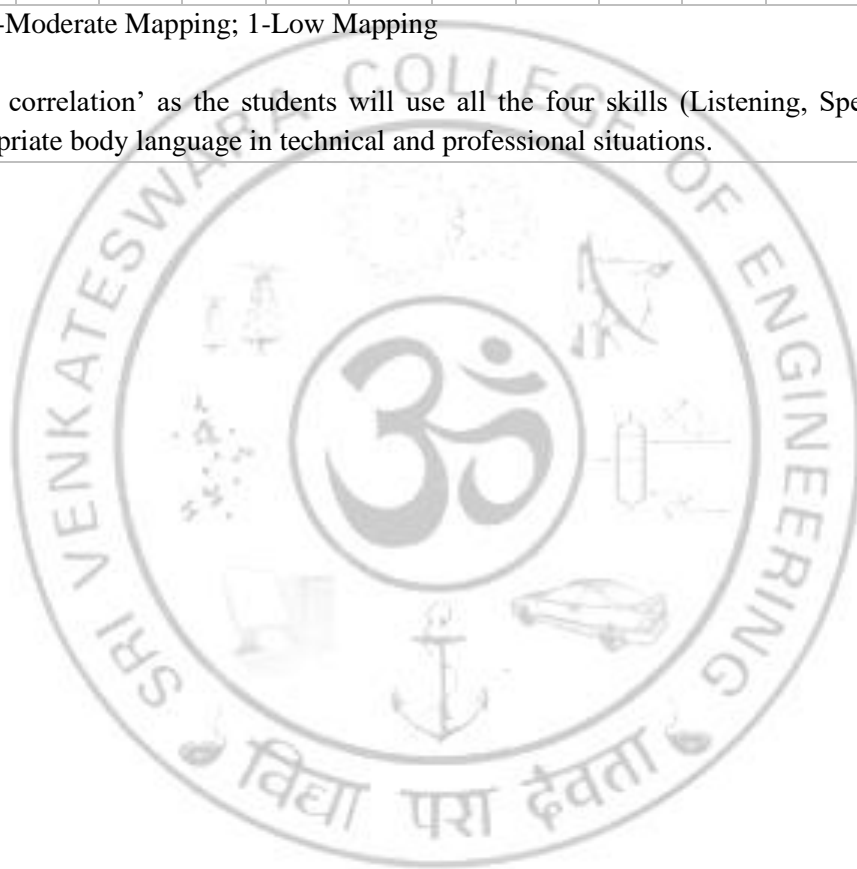 -Moderate Mapping; 1-Low Mapping
correlation’ as the students will use all the four skills (Listening, Spe
priate body language in technical and professional situations.
SRI VENKATESWARA COLLEGE OF ENGINEERING
ॐ
विद्या परा दैवता